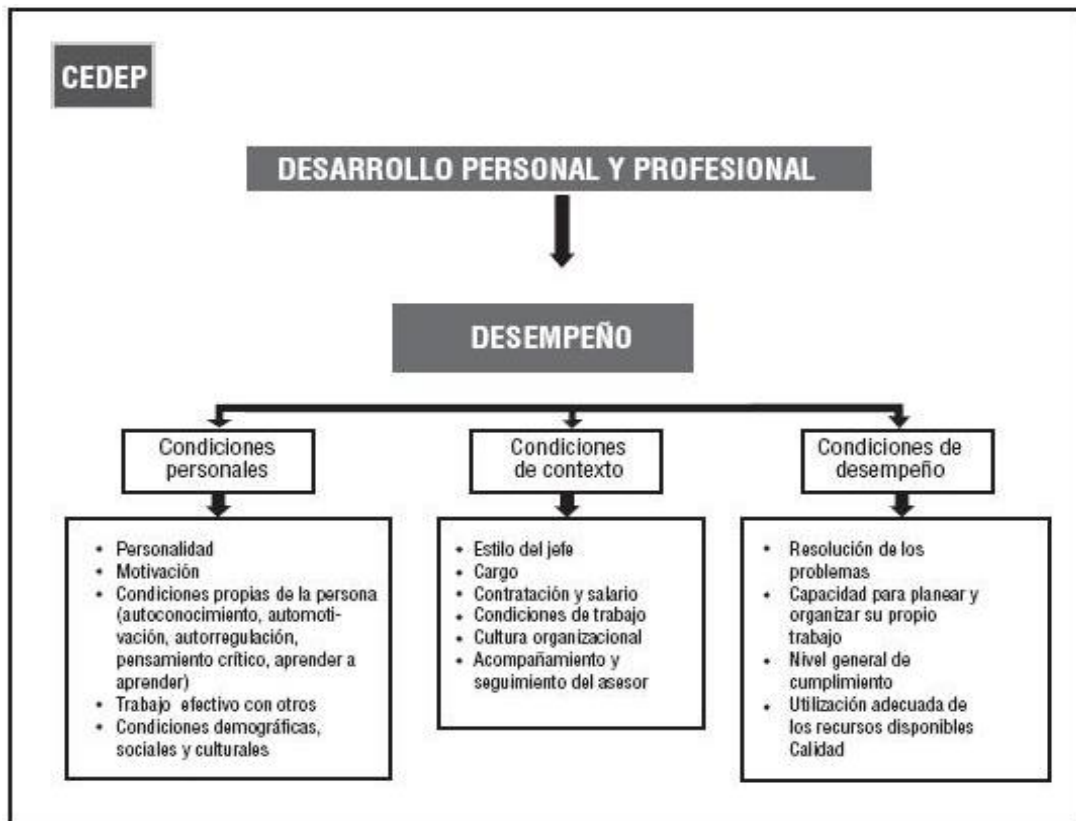 CEDEP
DESARROLLO PERSONAL Y PROFESIONAL
DESEMPEÑO
Condiciones
personales
• Personalidad
• Motivación
• Condiciones propias de la persona
(autoconocimiento, automoti-
vación, autorregulación,
pensamiento crítico, aprender a
aprender)
• Trabajo efectivo con otros
• Condiciones demográficas,
sociales y culturales
Condiciones
de contexto
• Estilo del jefe
• Cargo
• Contratación y salario
• Condiciones de trabajo
• Cultura organizacional
• Acompañamiento y
seguimiento del asesor
Condiciones de
desempeño
• Resolución de los
problemas
• Capacidad para planear y
organizar su propio
trabajo
• Nivel general de
cumplimiento
• Utilización adecuada de
los recursos disponibles
Calidad